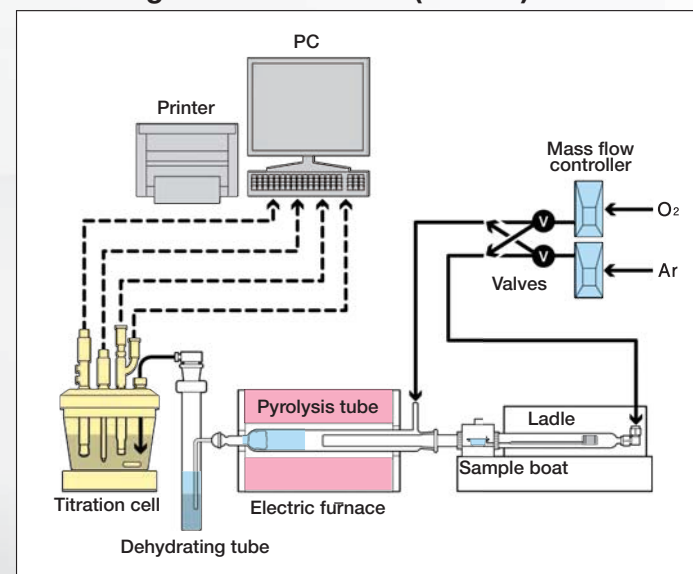 PC
Printer
Mass flow
controller
O₂
V
V
Ar
Valves
Pyrolysis tube
Ladle
Sample boat
Titration cell
Electric furnace
Dehydrating tube